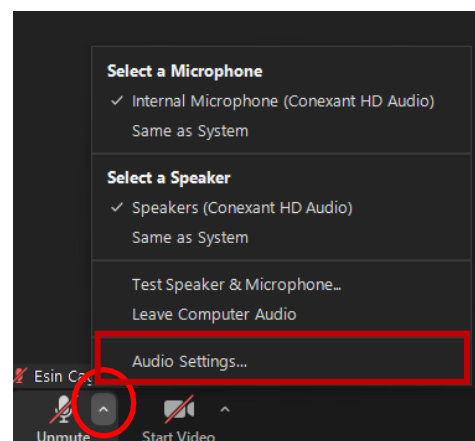 Select a Microphone
✓ Internal Microphone (Conexant HD Audio)
Same as System
Select a Speaker
✓ Speakers (Conexant HD Audio)
Same as System
Test Speaker & Microphone...
Leave Computer Audio
Audio Settings...
Esin
Unmute
Start Video